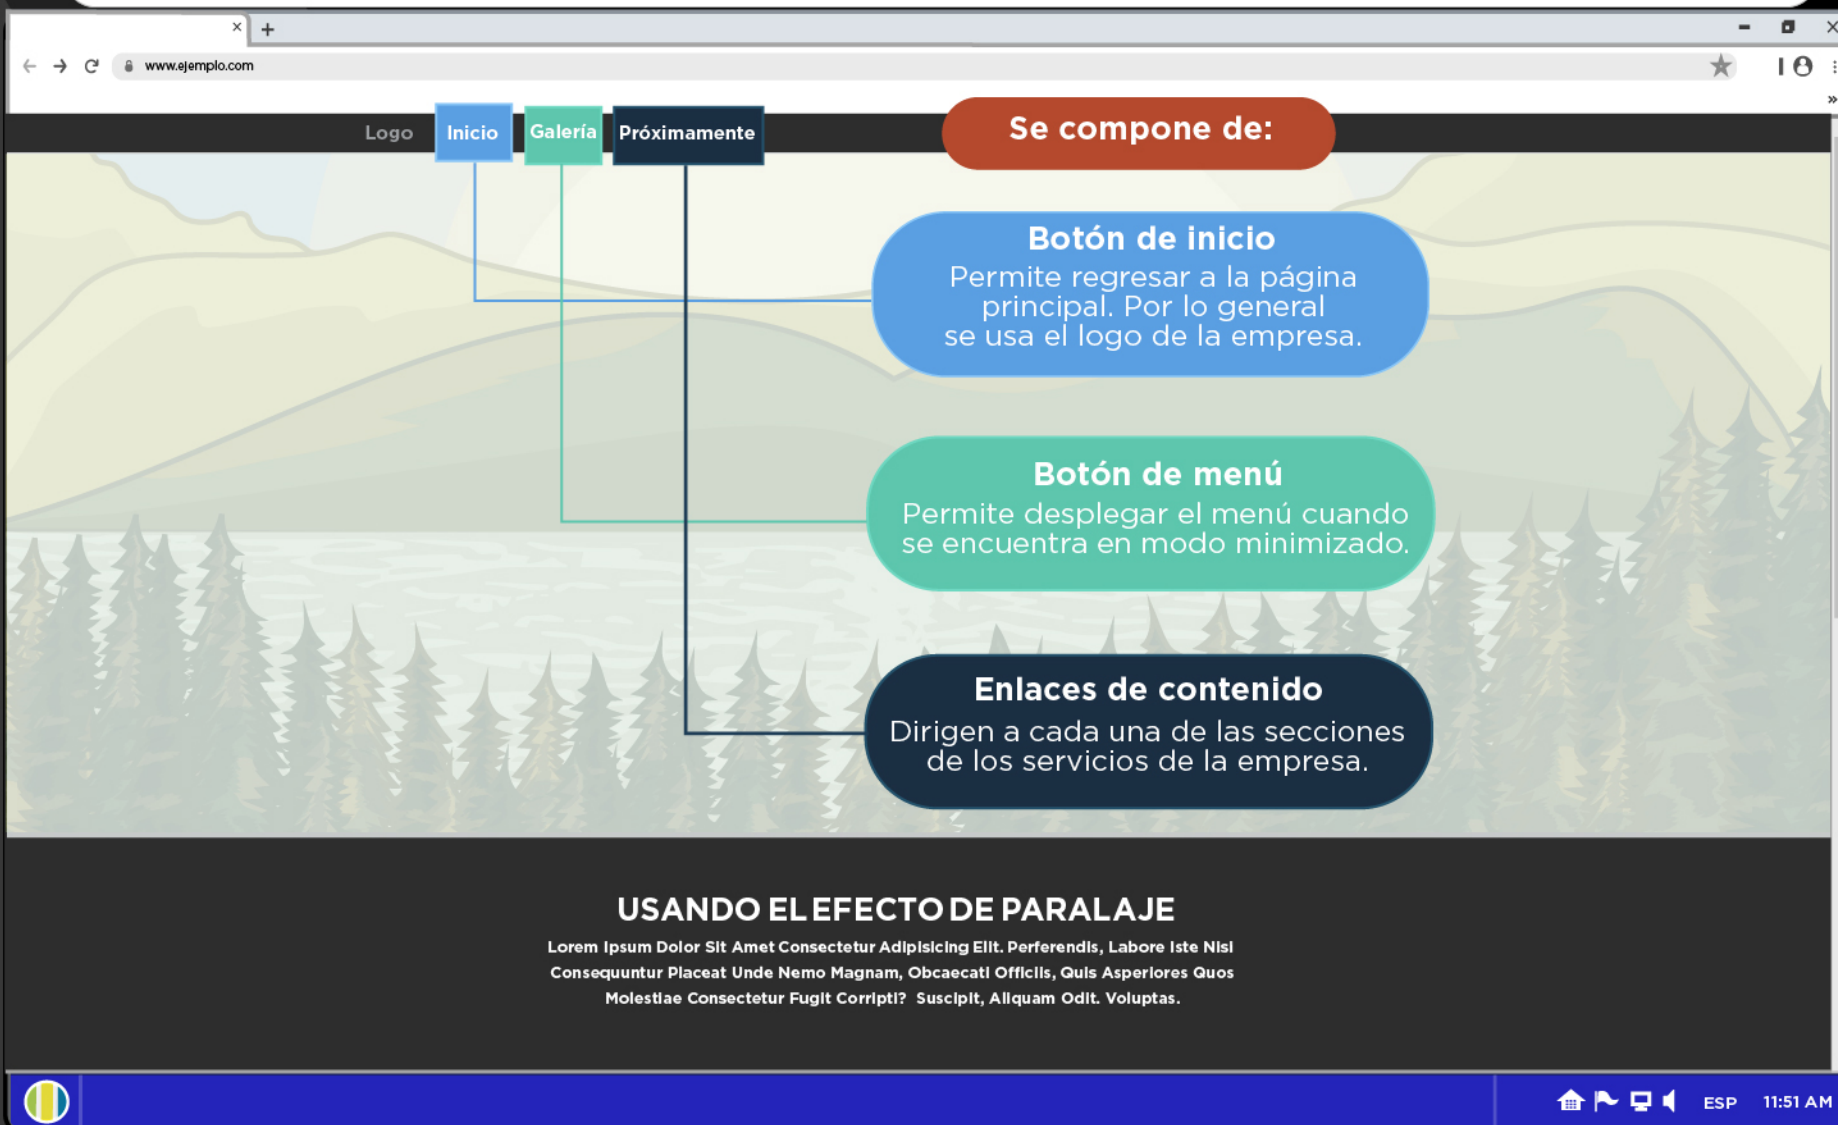 www.ejemplo.com
Logo Inicio Galería Próximamente
Se compone de:
Botón de inicio
Permite regresar a la página
principal. Por lo general
se usa el logo de la empresa.
Botón de menú
Permite desplegar el menú cuando
se encuentra en modo minimizado.
Enlaces de contenido
Dirigen a cada una de las secciones
de los servicios de la empresa.
USANDO EL EFECTO DE PARALAJE
Lorem Ipsum Dolor Sit Amet Consectetur Adipisicing Elit. Perferendis, Labore Iste Nisi
Consequuntur Placeat Unde Nemo Magnam, Obcaecati Officiis, Quis Asperiores Quos
Molestiae Consectetur Fugit Corripti? Suscipit, Aliquam Odit. Voluptas.
ESP 11:51 AM